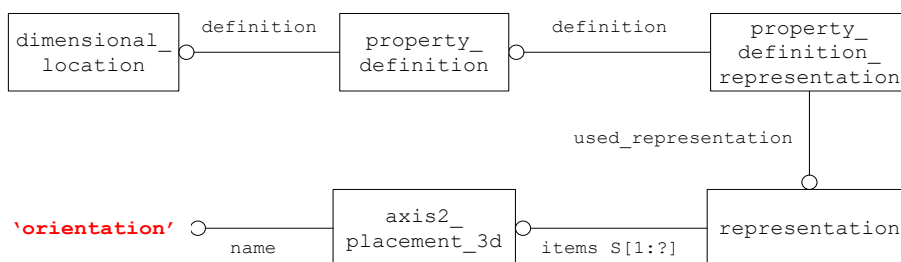 dimensional_
location
definition
property_
definition
definition
property_
definition_
representation
used_representation
‘orientation’
name
axis2_
placement_3d
items S[1:?]
representation